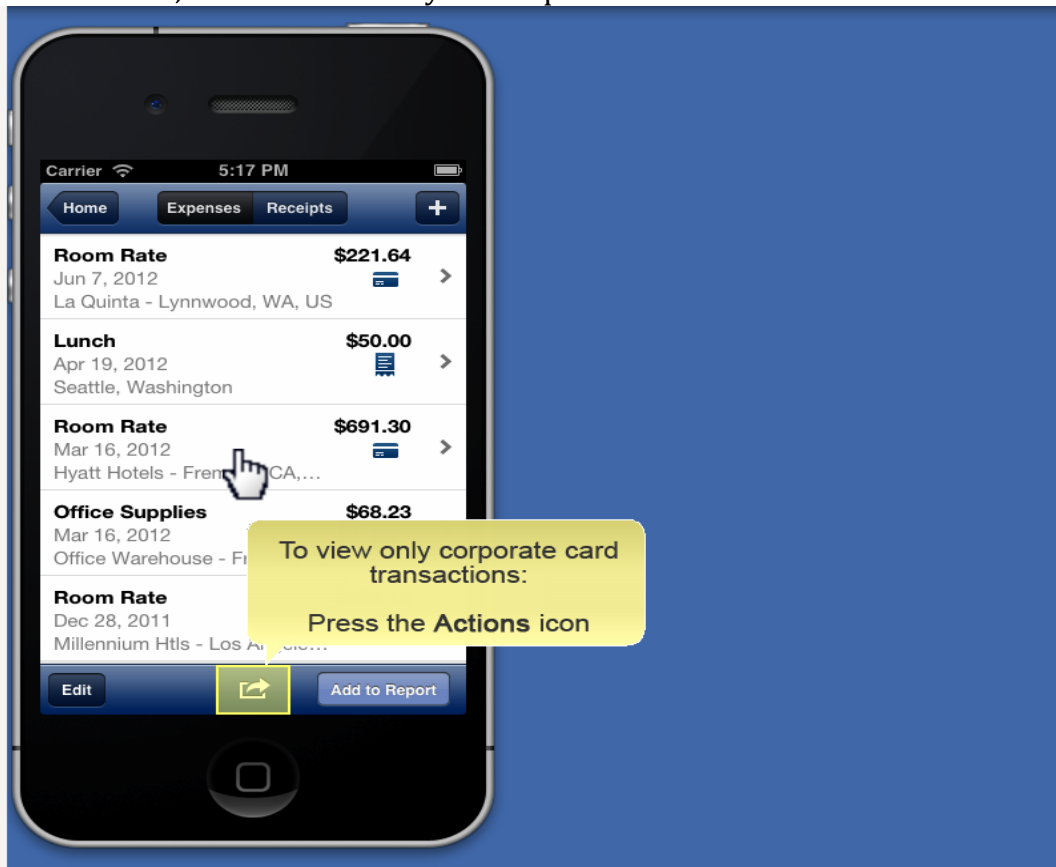 Carrier 5:17 PM
Home Expenses Receipts +
Room Rate $221.64
Jun 7, 2012
La Quinta - Lynnwood, WA, US
Lunch $50.00
Apr 19, 2012
Seattle, Washington
Room Rate $691.30
Mar 16, 2012
Hyatt Hotels - CA,...
Office Supplies $68.23
Mar 16, 2012
Office Warehouse -
Room Rate
Dec 28, 2011
Millennium Htls - Los
To view only corporate card
transactions:
Press the Actions icon
Edit Add to Report